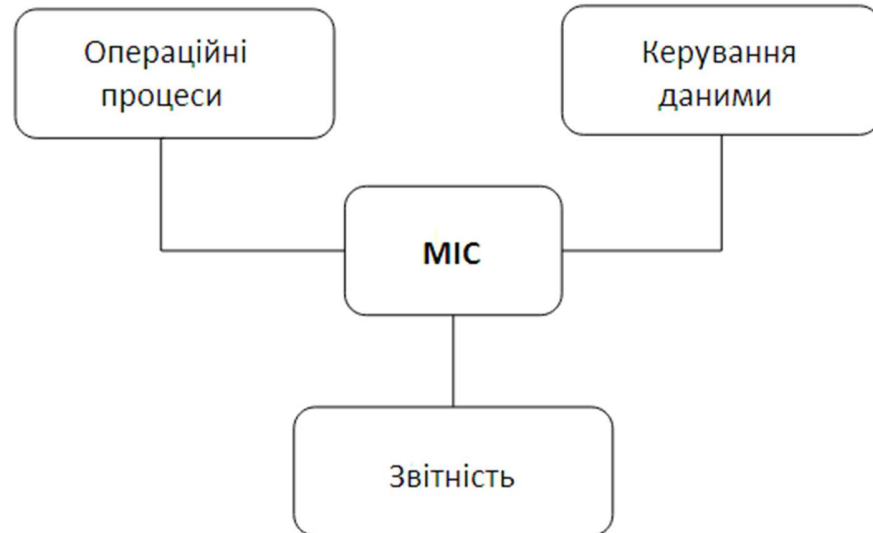 Операційні
процеси
Керування
даними
МІС
Звітність